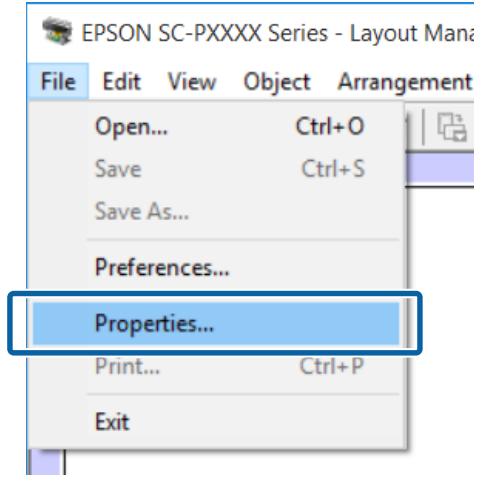 EPSON SC-PXXXX Series - Layout Mana
File Edit View Object Arrangement
Open... Ctrl+O
Save Ctrl+S
Save As...
Preferences...
Properties...
Print... Ctrl+P
Exit